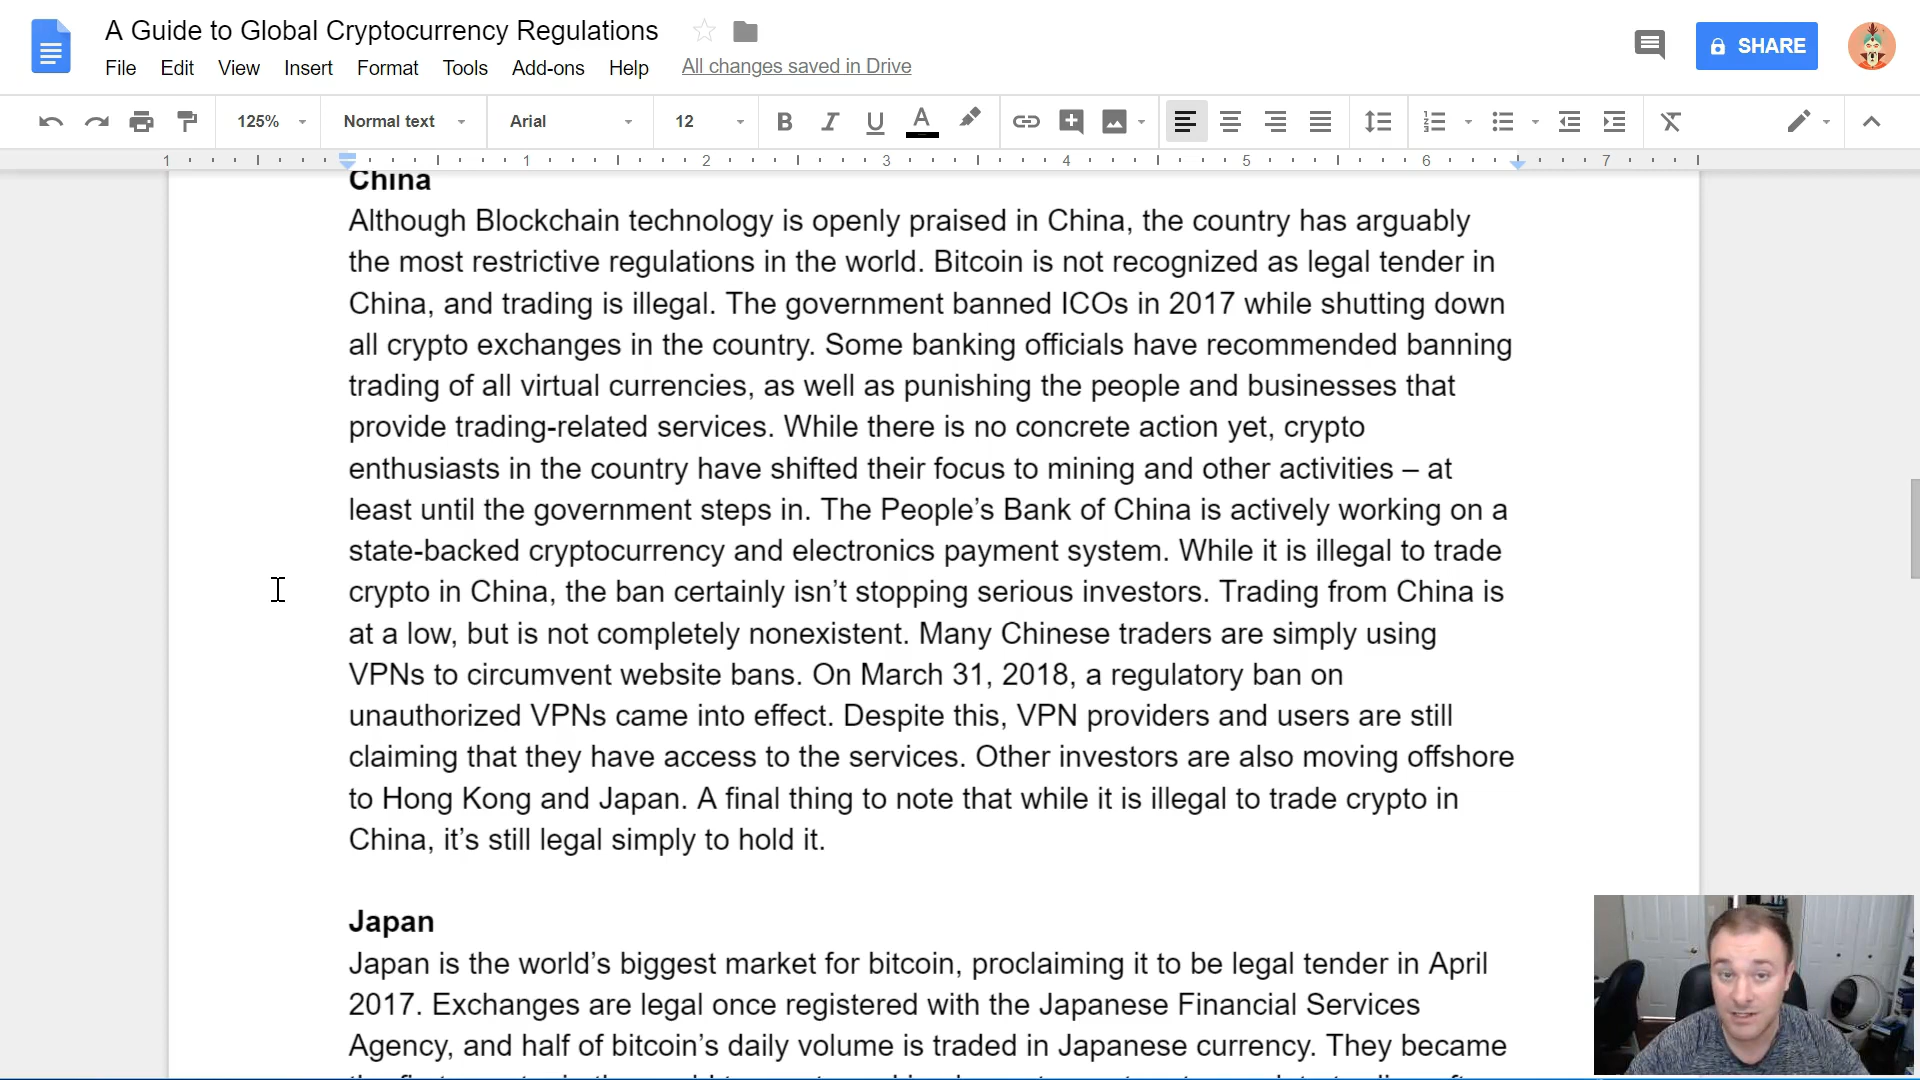 A Guide to Global Cryptocurrency Regulations
File Edit View Insert Format Tools Add-ons Help All changes saved in Drive
SHARE
125% Normal text Arial 12
1 1 2 3 4 5 6 7
China
Although Blockchain technology is openly praised in China, the country has arguably
the most restrictive regulations in the world. Bitcoin is not recognized as legal tender in
China, and trading is illegal. The government banned ICOs in 2017 while shutting down
all crypto exchanges in the country. Some banking officials have recommended banning
trading of all virtual currencies, as well as punishing the people and businesses that
provide trading-related services. While there is no concrete action yet, crypto
enthusiasts in the country have shifted their focus to mining and other activities – at
least until the government steps in. The People’s Bank of China is actively working on a
state-backed cryptocurrency and electronics payment system. While it is illegal to trade
crypto in China, the ban certainly isn’t stopping serious investors. Trading from China is
at a low, but is not completely nonexistent. Many Chinese traders are simply using
VPNs to circumvent website bans. On March 31, 2018, a regulatory ban on
unauthorized VPNs came into effect. Despite this, VPN providers and users are still
claiming that they have access to the services. Other investors are also moving offshore
to Hong Kong and Japan. A final thing to note that while it is illegal to trade crypto in
China, it’s still legal simply to hold it.
Japan
Japan is the world’s biggest market for bitcoin, proclaiming it to be legal tender in April
2017. Exchanges are legal once registered with the Japanese Financial Services
Agency, and half of bitcoin’s daily volume is traded in Japanese currency. They became